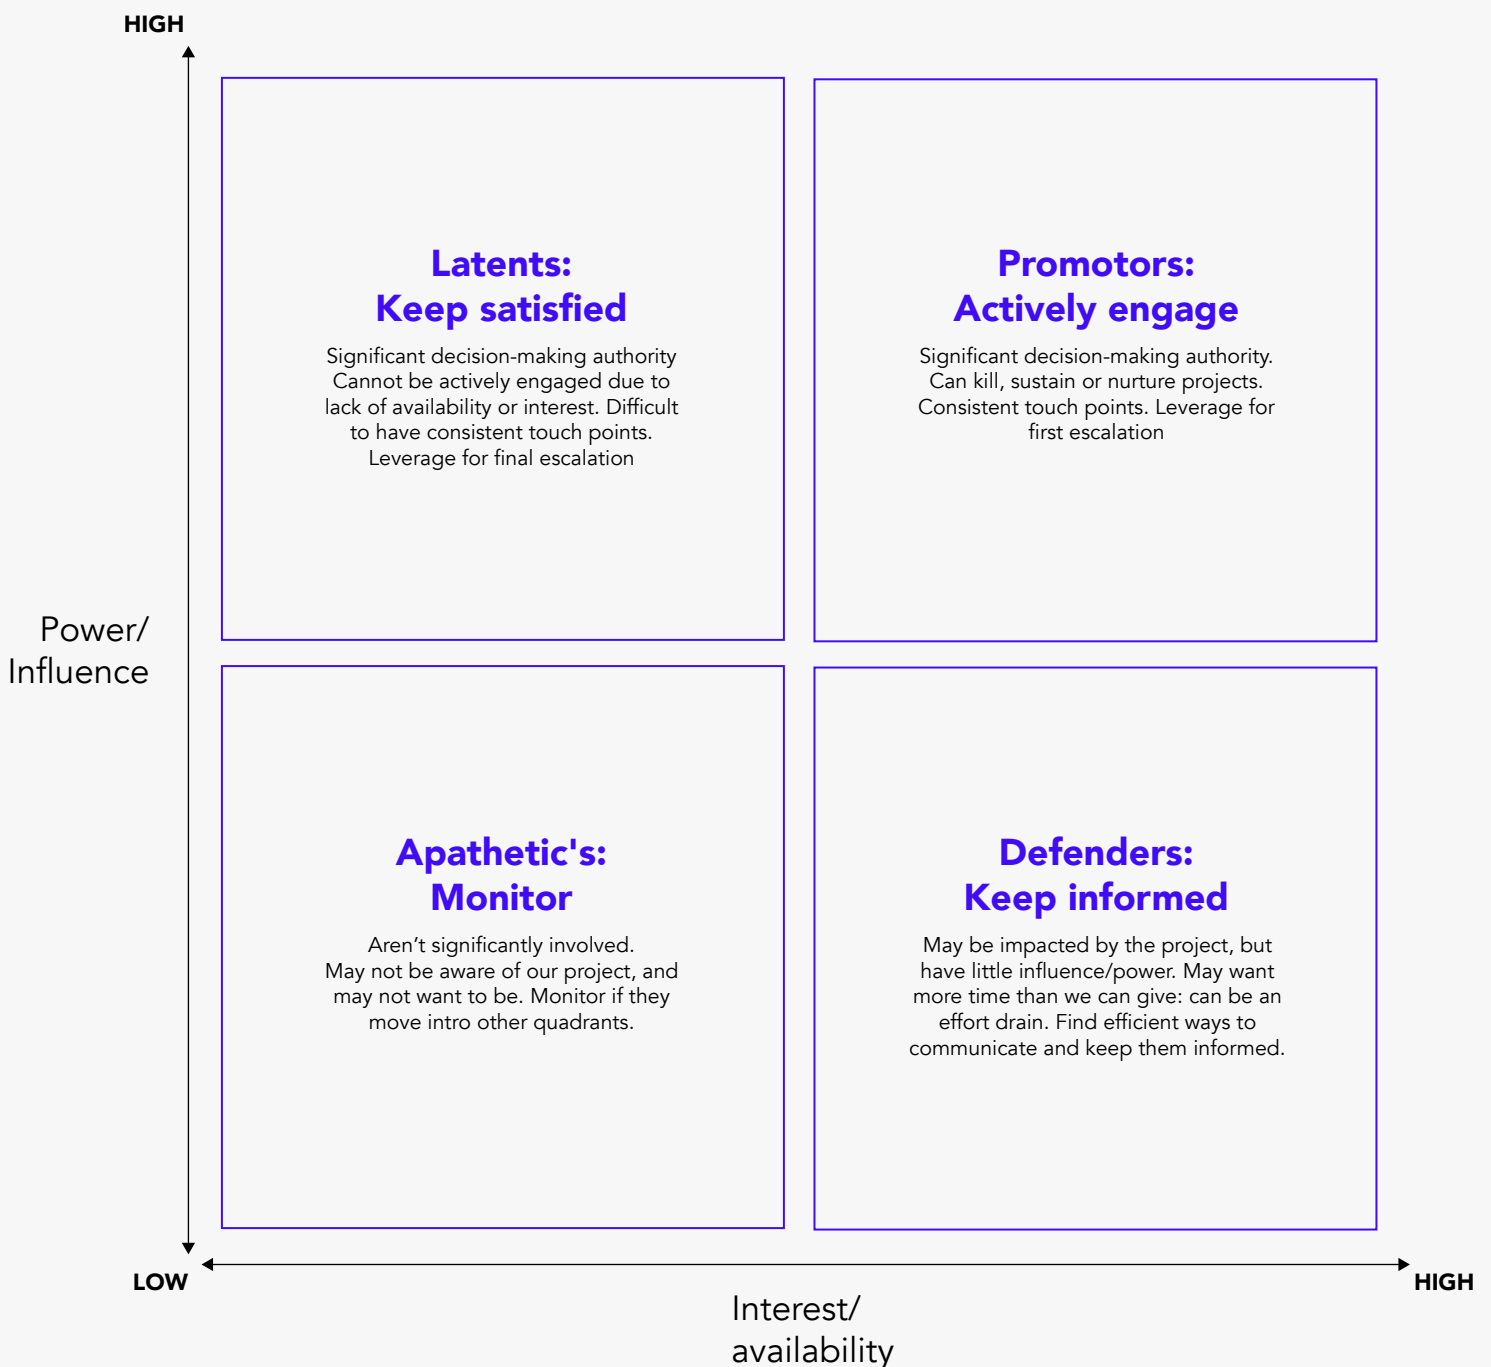 HIGH
Latents:
Keep satisfied
Significant decision-making authority
Cannot be actively engaged due to
lack of availability or interest. Difficult
to have consistent touch points.
Leverage for final escalation
Promotors:
Actively engage
Significant decision-making authority.
Can kill, sustain or nurture projects.
Consistent touch points. Leverage for
first escalation
Power/
Influence
Apathetic's:
Monitor
Aren’t significantly involved.
May not be aware of our project, and
may not want to be. Monitor if they
move intro other quadrants.
Defenders:
Keep informed
May be impacted by the project, but
have little influence/power. May want
more time than we can give: can be an
effort drain. Find efficient ways to
communicate and keep them informed.
LOW
HIGH
Interest/
availability